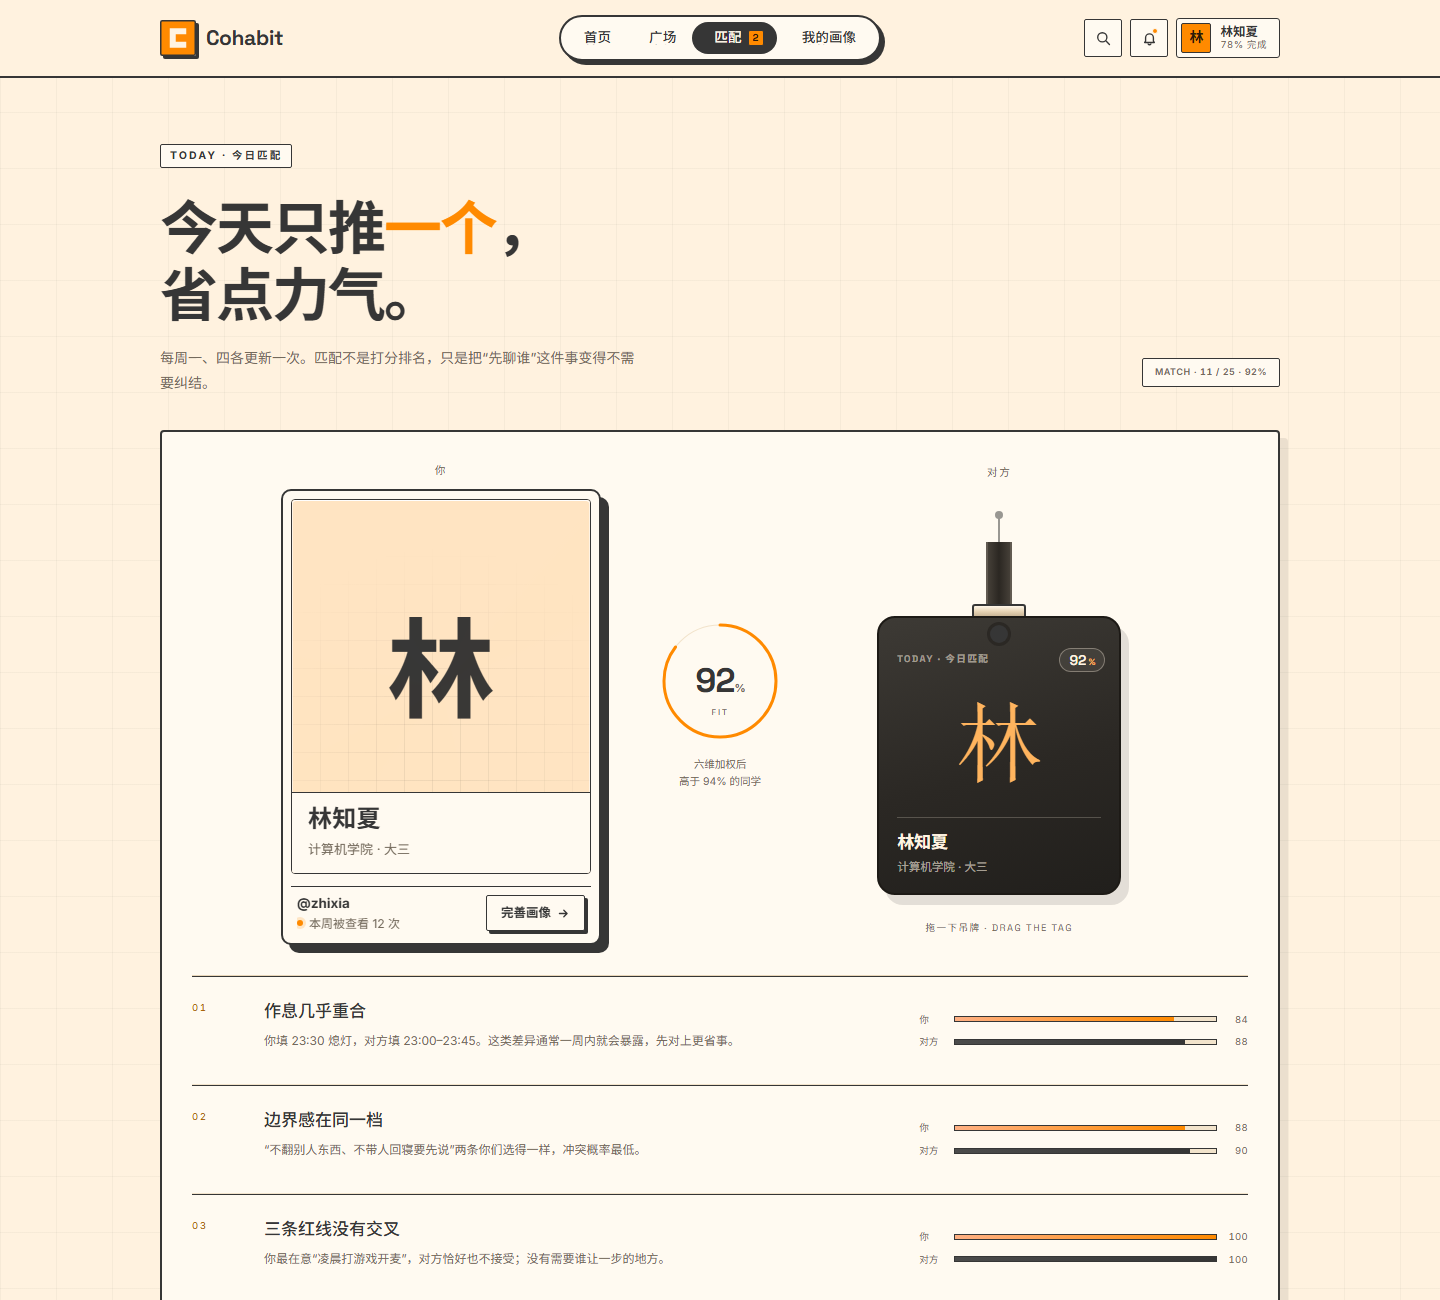 Cohabit
首页
广场
匹配 2
我的画像
林
林知夏
78% 完成
TODAY · 今日匹配
今天只推一个，
省点力气。
每周一、四各更新一次。匹配不是打分排名，只是把“先聊谁”这件事变得不需
要纠结。
MATCH · 11 / 25 · 92%
你
林
林知夏
计算机学院 · 大三
@zhixia
本周被查看 12 次
完善画像 →
92%
FIT
六维加权后
高于 94% 的同学
对方
TODAY · 今日匹配
92%
林
林知夏
计算机学院 · 大三
拖一下吊牌 · DRAG THE TAG
01
作息几乎重合
你填 23:30 熄灯，对方填 23:00–23:45。这类差异通常一周内就会暴露，先对上更省事。
你 84
对方 88
02
边界感在同一档
“不翻别人东西、不带人回寝要先说”两条你们选得一样，冲突概率最低。
你 88
对方 90
03
三条红线没有交叉
你最在意“凌晨打游戏开麦”，对方恰好也不接受；没有需要谁让一步的地方。
你 100
对方 100